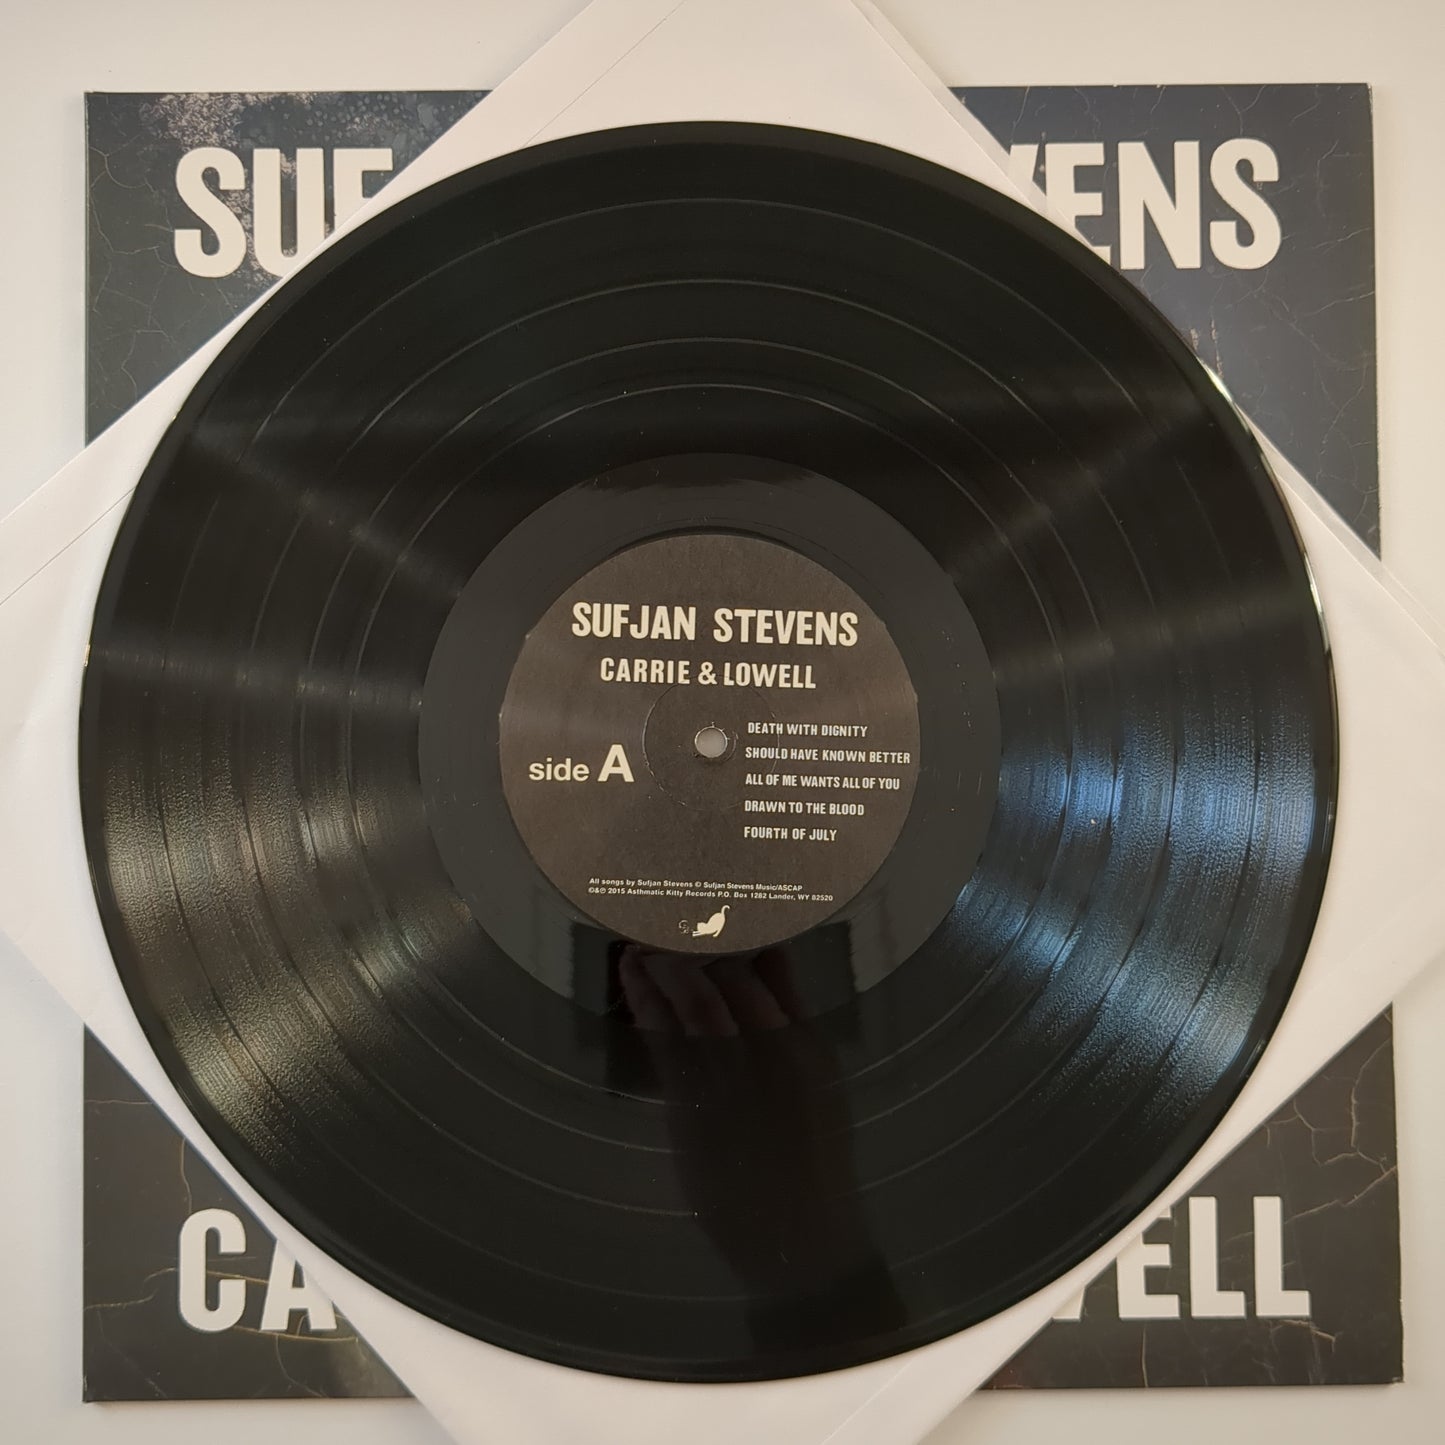 SUF
VENS
SUFJAN STEVENS
CARRIE & LOWELL
DEATH WITH DIGNITY
SHOULD HAVE KNOWN BETTER
ALL OF ME WANTS ALL OF YOU
DRAWN TO THE BLOOD
FOURTH OF JULY
side A
All songs by Sufjan Stevens © Sufjan Stevens Music/ASCAP
©&℗ 2015 Asthmatic Kitty Records P.O. Box 1282 Lander, WY 82520
CA
WELL